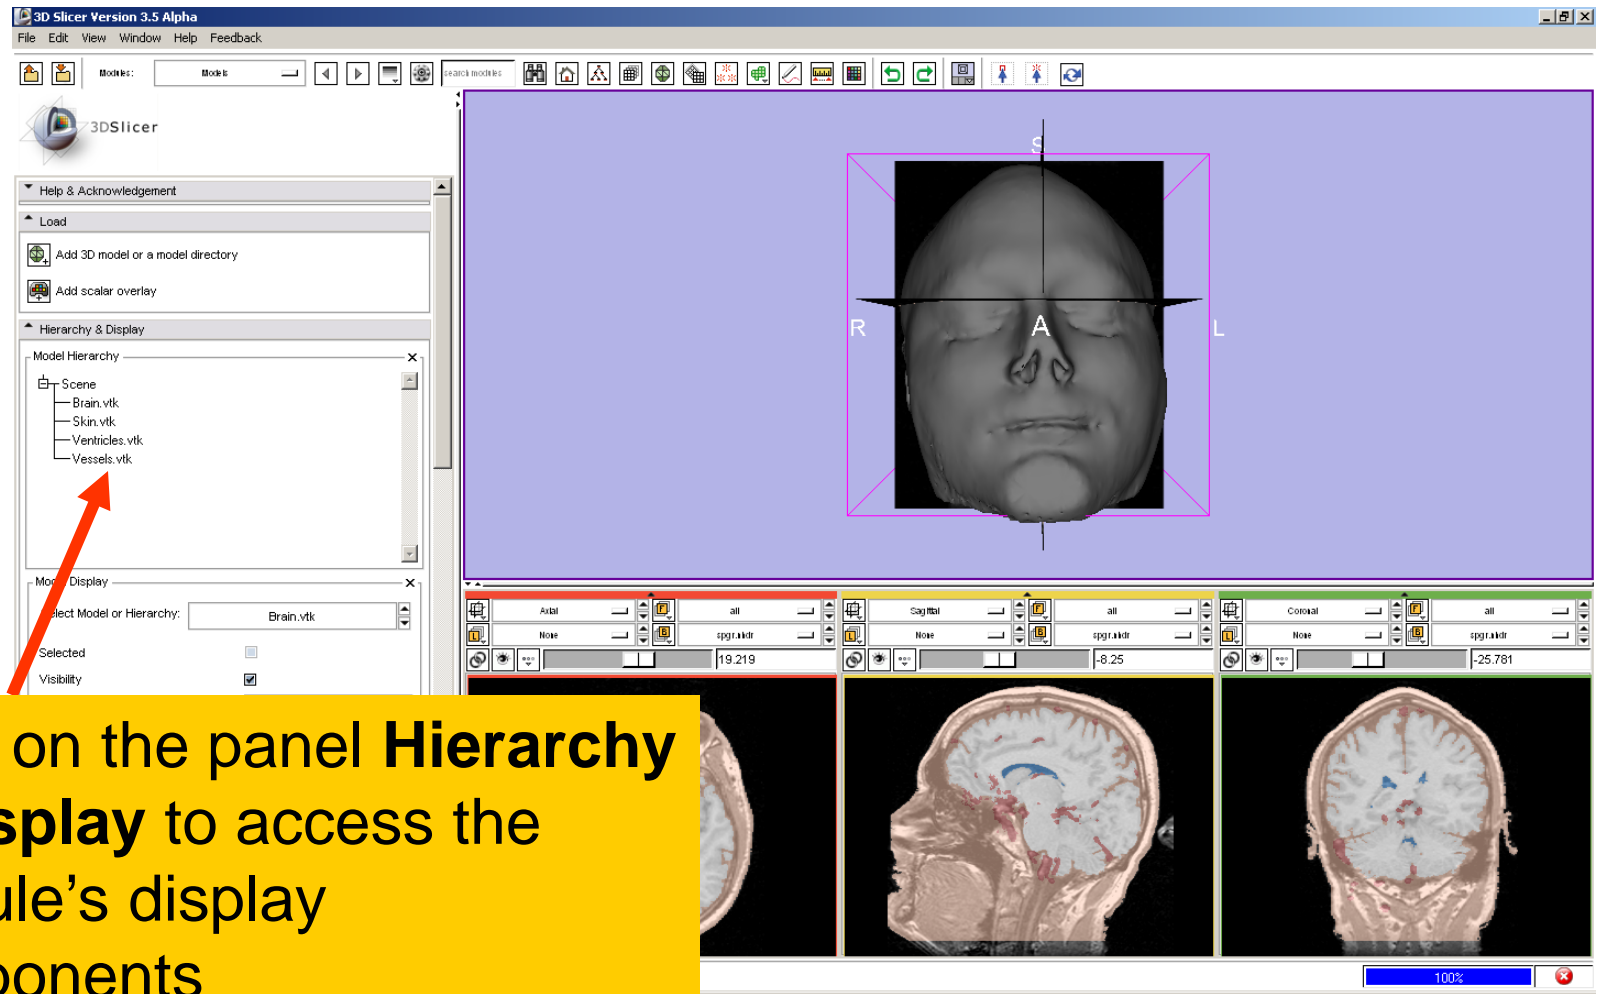 3D Slicer Version 3.5 Alpha
File Edit View Window Help Feedback
Modules: Models search modules
3DSlicer
Help & Acknowledgement
Load
Add 3D model or a model directory
Add scalar overlay
Hierarchy & Display
Model Hierarchy
Scene
Brain.vtk
Skin.vtk
Ventricles.vtk
Vessels.vtk
Display
Select Model or Hierarchy: Brain.vtk
Selected
Visibility
S
R A L
Axial all
None spgr.nhdr
19.219
Sagittal all
None spgr.nhdr
-8.25
Coronal all
None spgr.nhdr
-25.781
on the panel Hierarchy
splay to access the
ule's display
ponents
100%